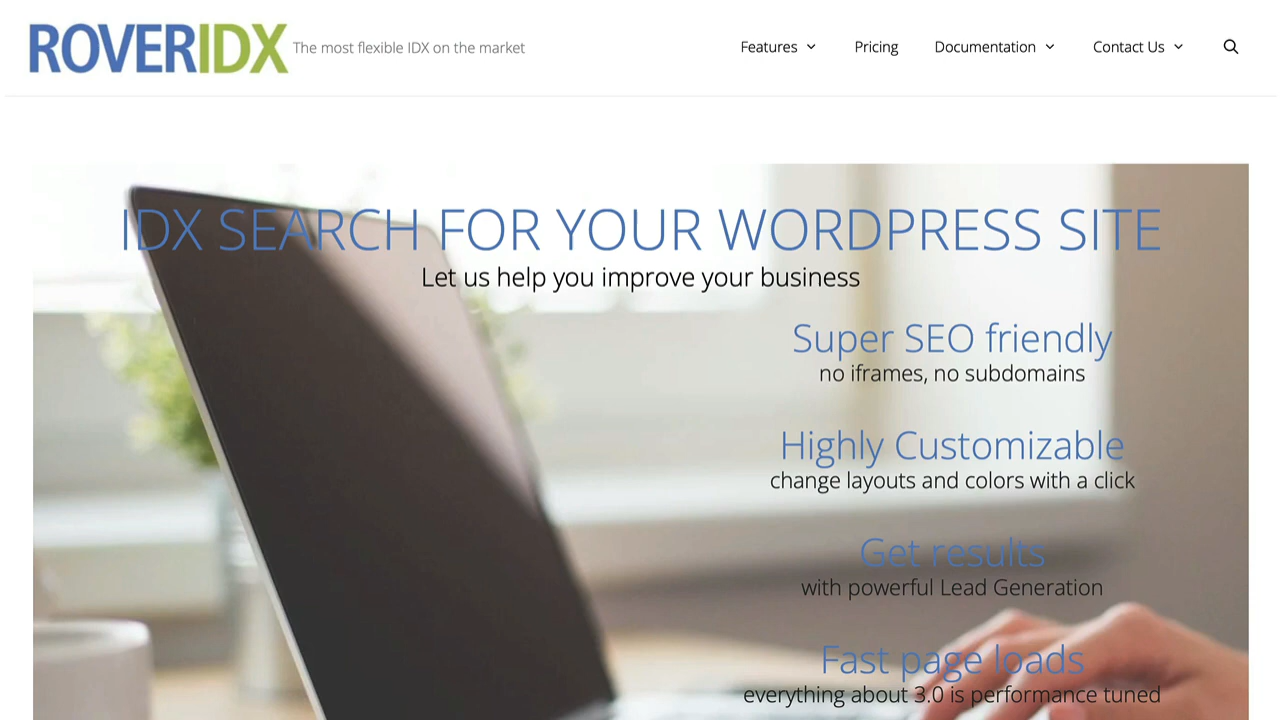 ROVERIDX The most flexible IDX on the market
Features Pricing Documentation Contact Us
IDX SEARCH FOR YOUR WORDPRESS SITE
Let us help you improve your business
Super SEO friendly
no iframes, no subdomains
Highly Customizable
change layouts and colors with a click
Get results
with powerful Lead Generation
Fast page loads
everything about 3.0 is performance tuned